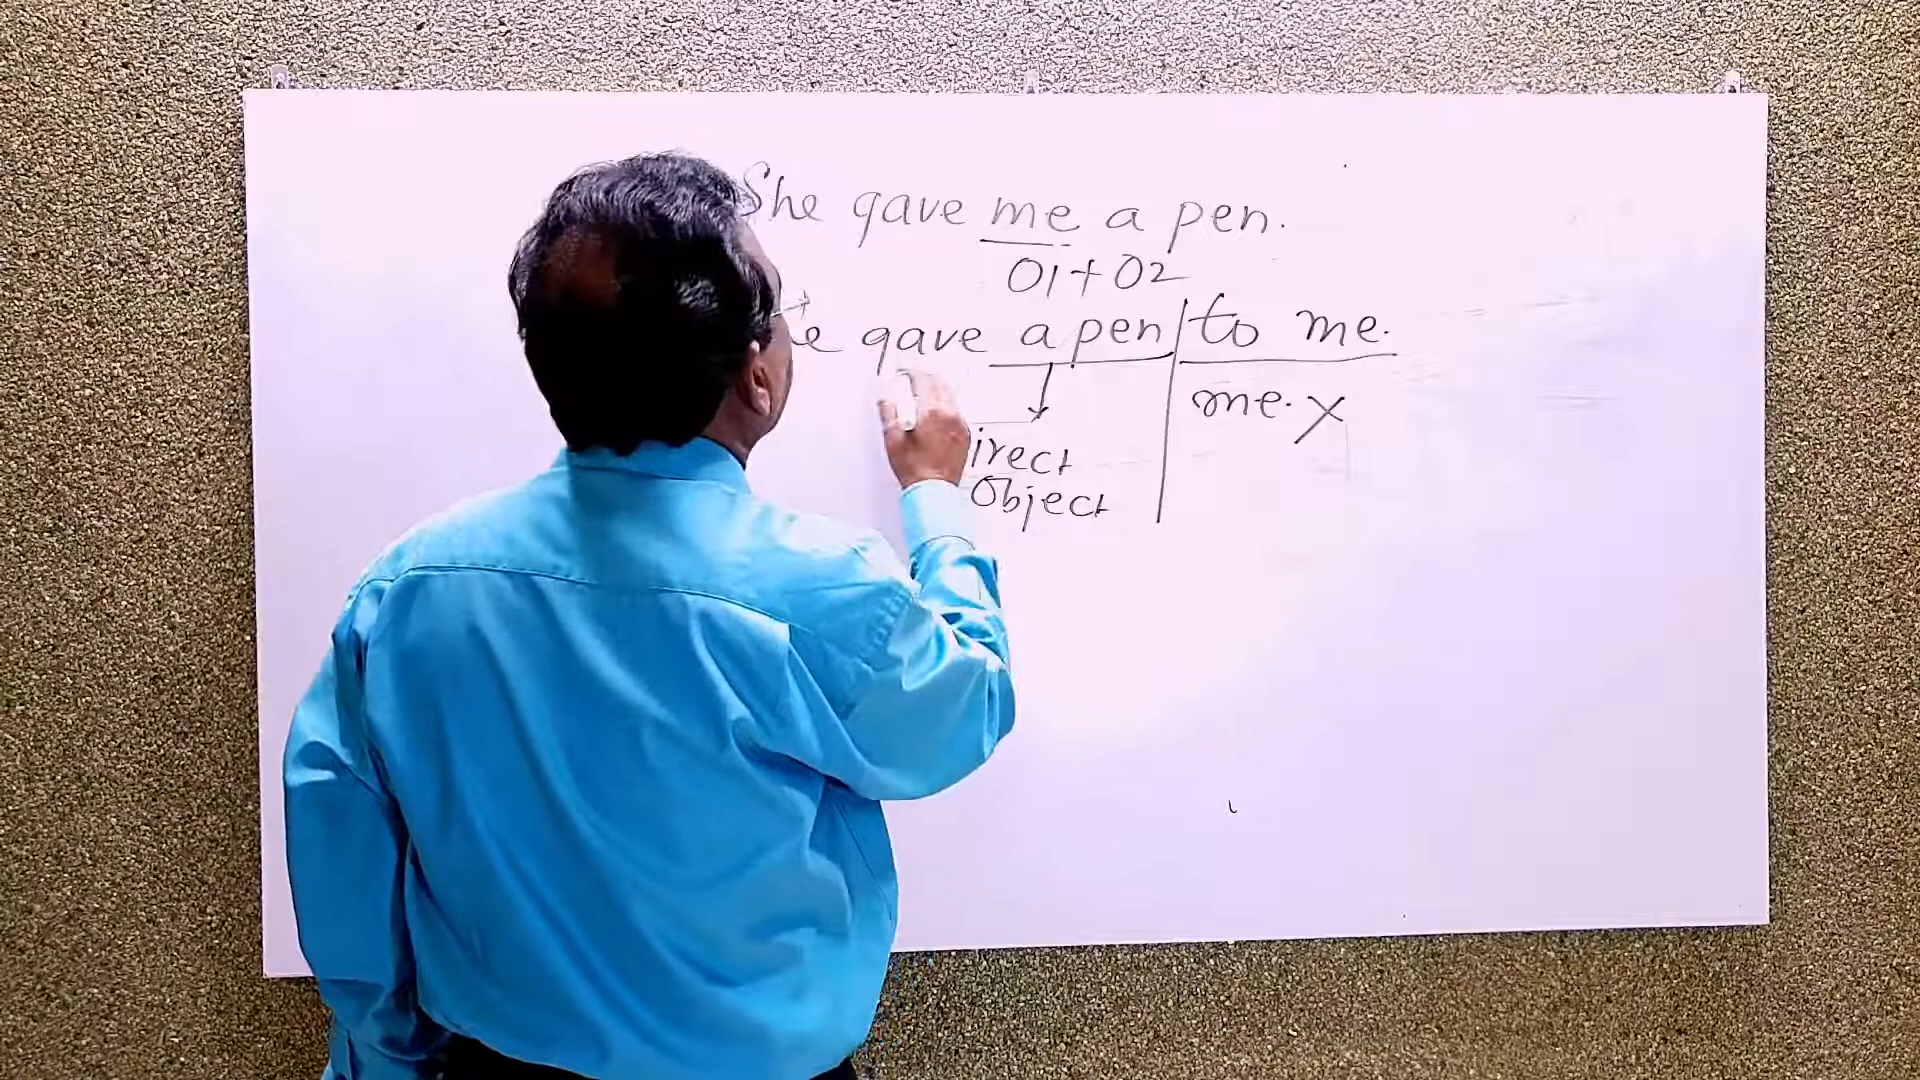 She gave me a pen.
O1 + O2
e gave a pen / to me.
me. X
irect
Object